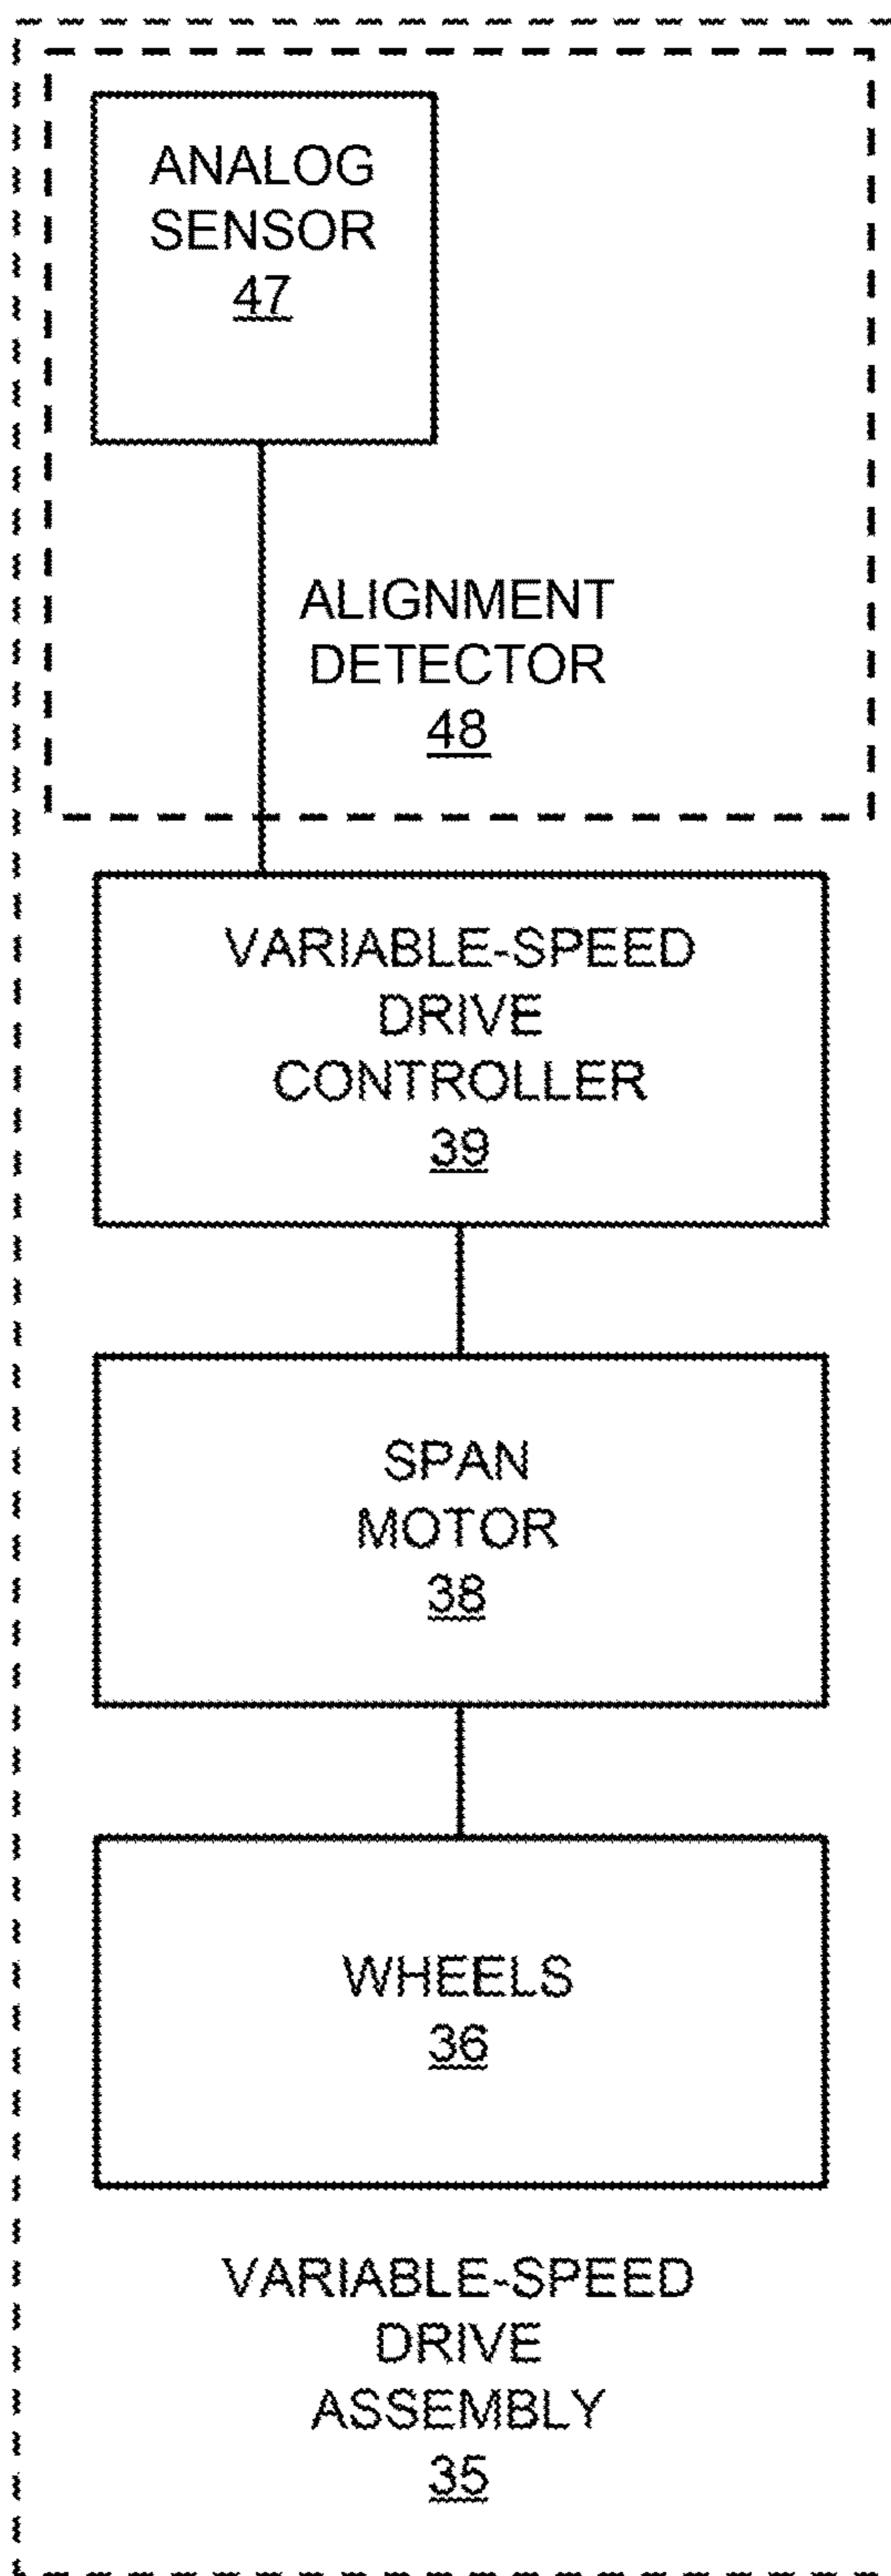 ANALOG
SENSOR
47
ALIGNMENT
DETECTOR
48
VARIABLE-SPEED
DRIVE
CONTROLLER
39
SPAN
MOTOR
38
WHEELS
36
VARIABLE-SPEED
DRIVE
ASSEMBLY
35